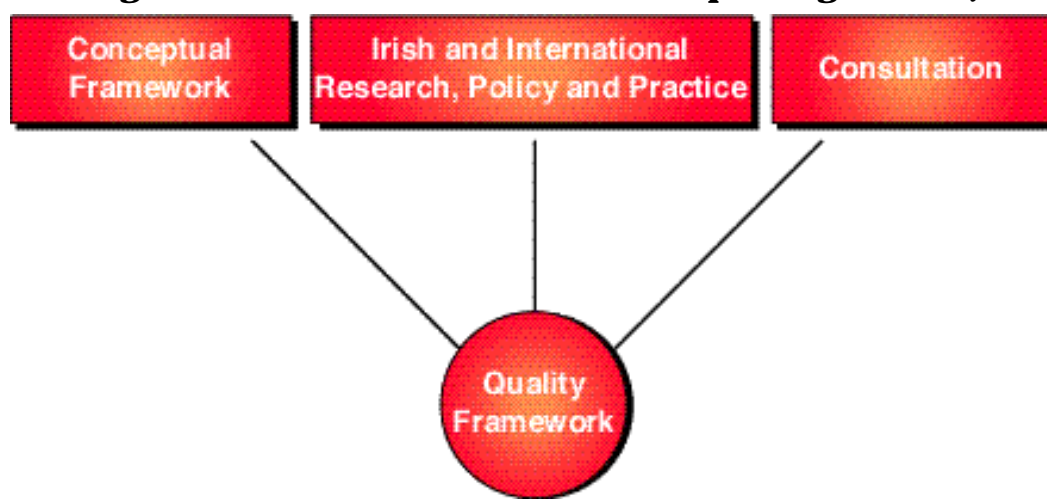 Conceptual
Framework
Irish and International
Research, Policy and Practice
Consultation
Quality
Framework